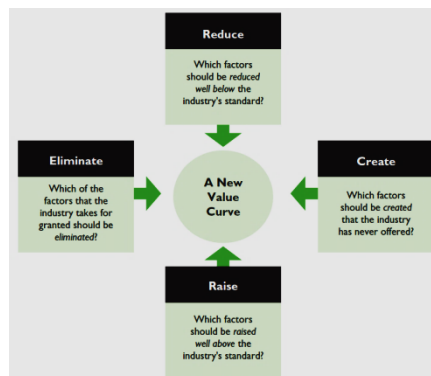 Reduce
Which factors
should be reduced
well below the
industry's standard?
Eliminate
Which of the
factors that the
industry takes for
granted should be
eliminated?
A New
Value
Curve
Create
Which factors
should be created
that the industry
has never offered?
Raise
Which factors
should be raised
well above the
industry's standard?